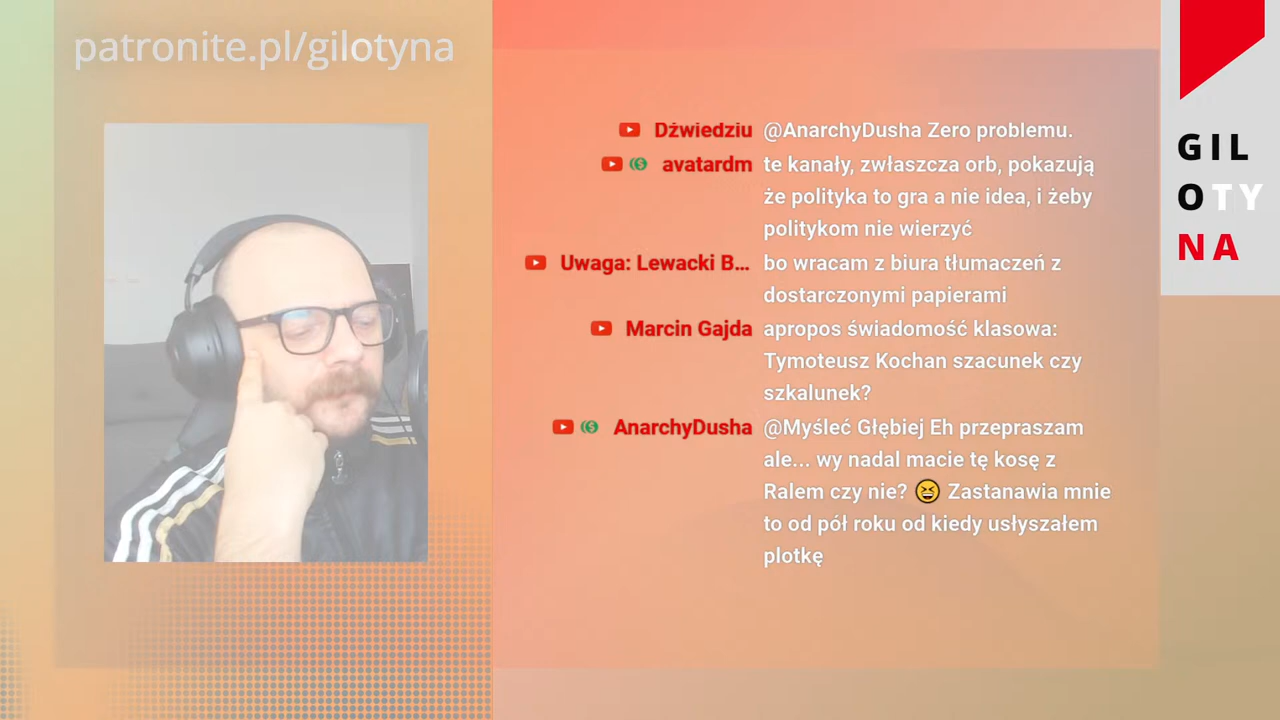 patronite.pl/gilotyna
Dźwiedziu @AnarchyDusha Zero problemu.
avatardm te kanały, zwłaszcza orb, pokazują
że polityka to gra a nie idea, i żeby
politykom nie wierzyć
Uwaga: Lewacki B... bo wracam z biura tłumaczeń z
dostarczonymi papierami
Marcin Gajda apropos świadomość klasowa:
Tymoteusz Kochan szacunek czy
szkalunek?
AnarchyDusha @Myśleć Głębiej Eh przepraszam
ale... wy nadal macie tę kosę z
Ralem czy nie? 😆 Zastanawia mnie
to od pół roku od kiedy usłyszałem
plotkę
GIL
OTY
NA